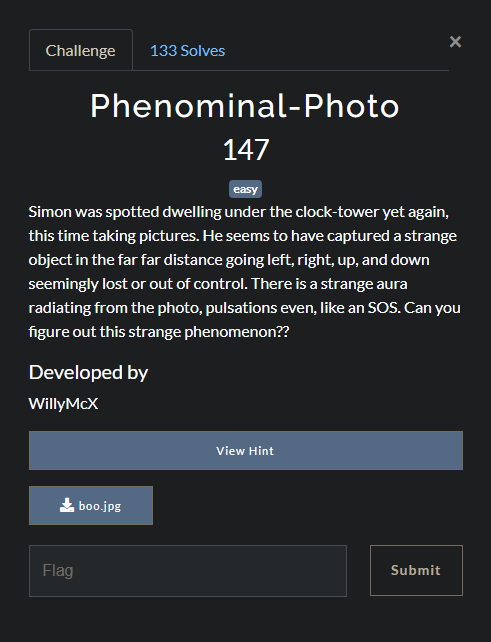 Challenge
133 Solves
×
Phenominal-Photo
147
easy
Simon was spotted dwelling under the clock-tower yet again,
this time taking pictures. He seems to have captured a strange
object in the far far distance going left, right, up, and down
seemingly lost or out of control. There is a strange aura
radiating from the photo, pulsations even, like an SOS. Can you
figure out this strange phenomenon??
Developed by
WillyMcX
View Hint
boo.jpg
Flag
Submit